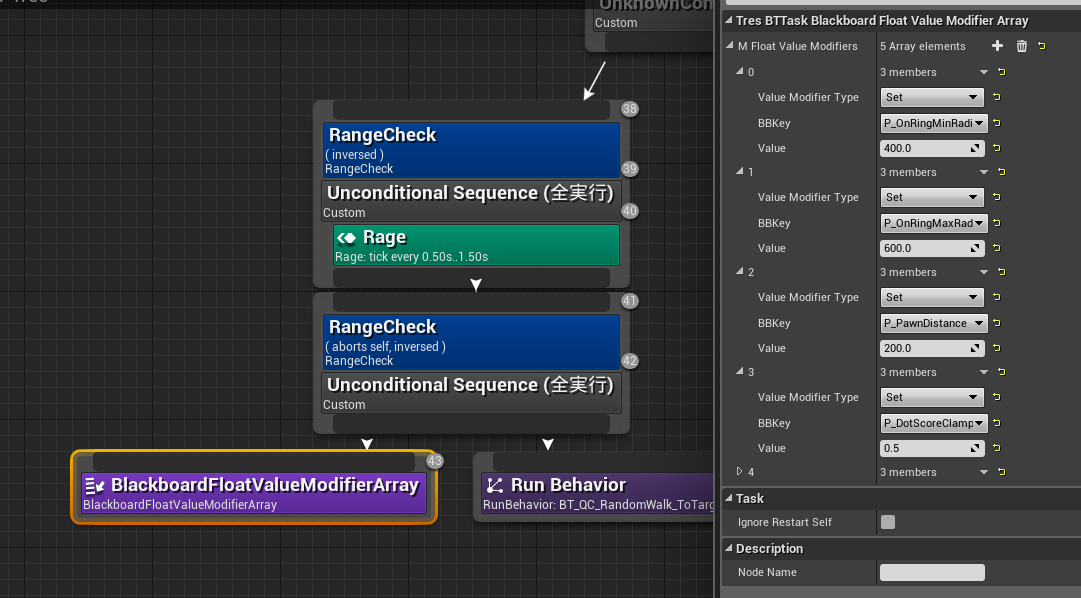 Custom
38
RangeCheck
( inversed )
RangeCheck
39
Unconditional Sequence (全実行)
Custom
40
Rage
Rage: tick every 0.50s..1.50s
41
RangeCheck
( aborts self, inversed )
RangeCheck
42
Unconditional Sequence (全実行)
Custom
43
BlackboardFloatValueModifierArray
BlackboardFloatValueModifierArray
Run Behavior
RunBehavior: BT_QC_RandomWalk_ToTarg
Tres BTTask Blackboard Float Value Modifier Array
M Float Value Modifiers 5 Array elements
0 3 members
Value Modifier Type Set
BBKey P_OnRingMinRadi
Value 400.0
1 3 members
Value Modifier Type Set
BBKey P_OnRingMaxRad
Value 600.0
2 3 members
Value Modifier Type Set
BBKey P_PawnDistance
Value 200.0
3 3 members
Value Modifier Type Set
BBKey P_DotScoreClamp
Value 0.5
4 3 members
Task
Ignore Restart Self
Description
Node Name